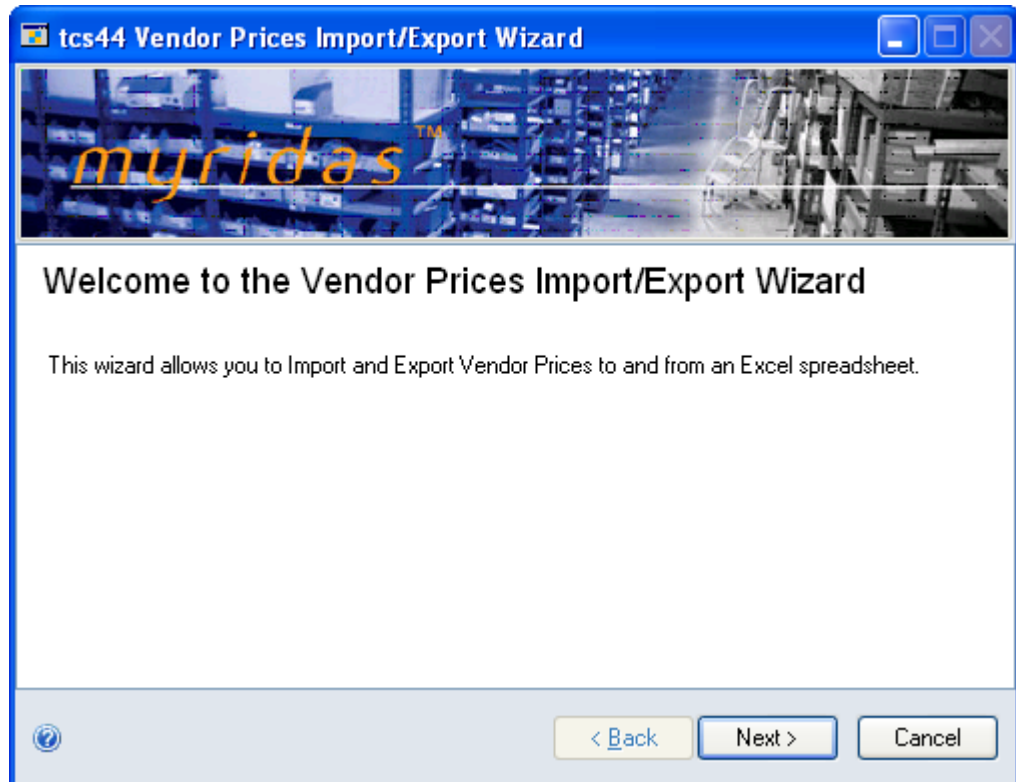 tcs44 Vendor Prices Import/Export Wizard
myridas™
Welcome to the Vendor Prices Import/Export Wizard
This wizard allows you to Import and Export Vendor Prices to and from an Excel spreadsheet.
< Back Next > Cancel